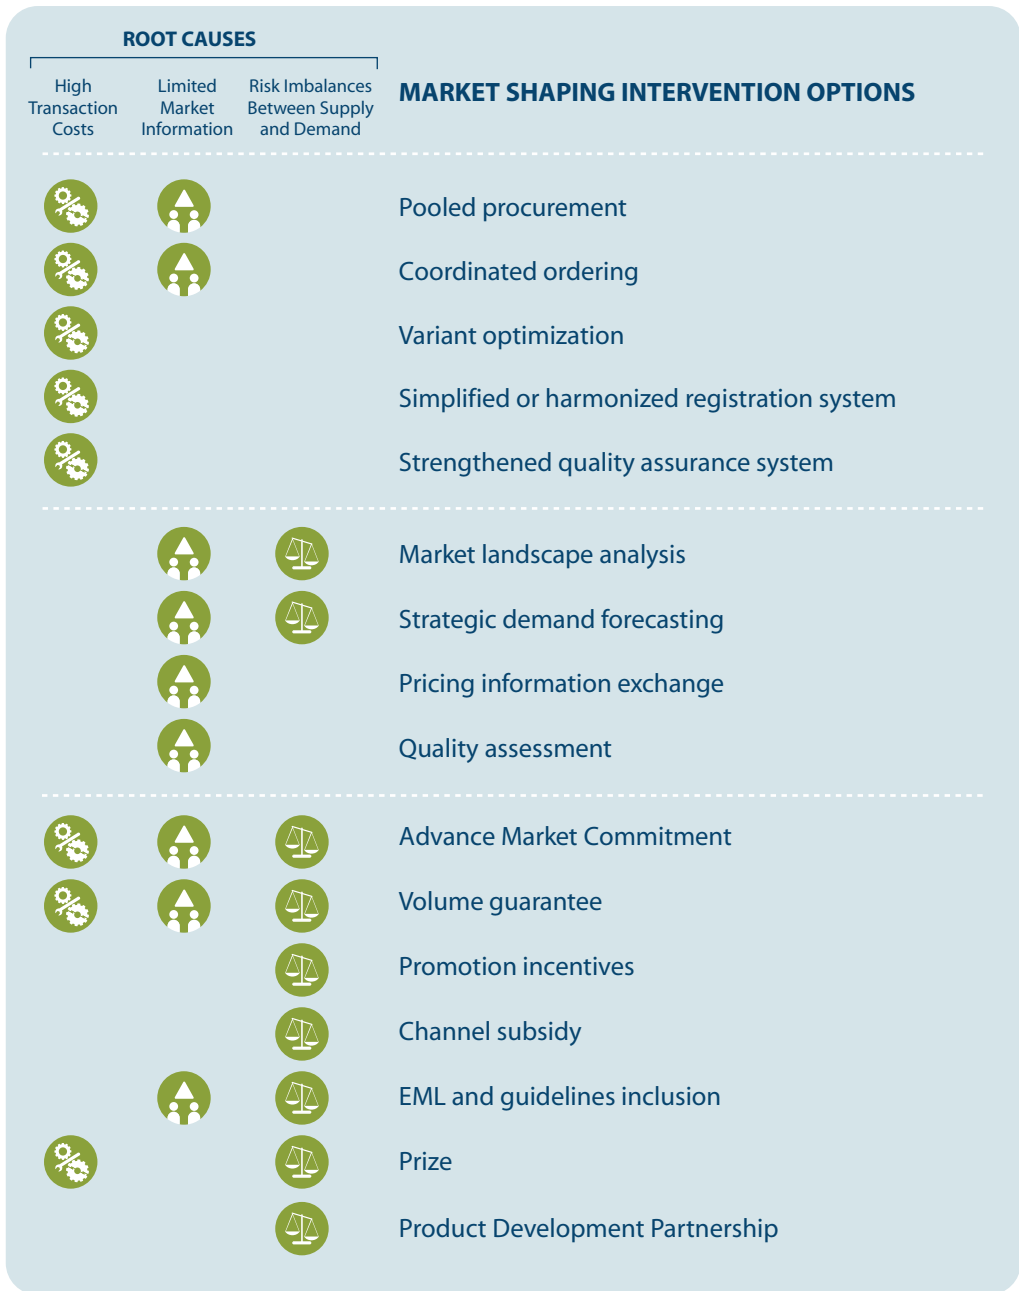 ROOT CAUSES
High
Transaction
Costs
Limited
Market
Information
Risk Imbalances
Between Supply
and Demand
MARKET SHAPING INTERVENTION OPTIONS
Pooled procurement
Coordinated ordering
Variant optimization
Simplified or harmonized registration system
Strengthened quality assurance system
Market landscape analysis
Strategic demand forecasting
Pricing information exchange
Quality assessment
Advance Market Commitment
Volume guarantee
Promotion incentives
Channel subsidy
EML and guidelines inclusion
Prize
Product Development Partnership